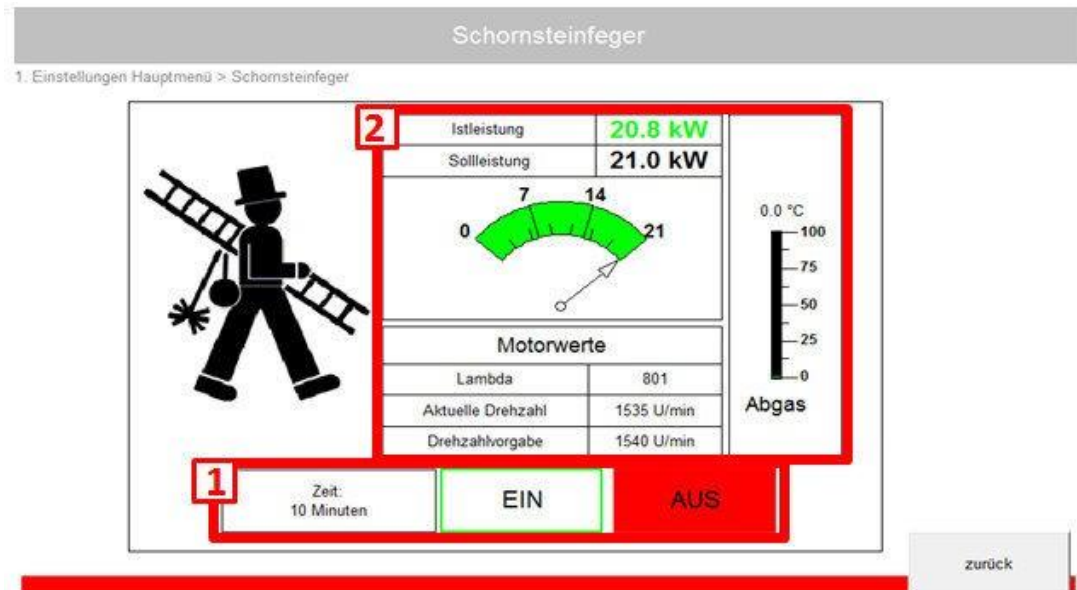 Schornsteinfeger
1. Einstellungen Hauptmenü > Schornsteinfeger
2
Istleistung 20.8 kW
Sollleistung 21.0 kW
0 7 14 21
0.0 °C
100
75
50
25
0
Abgas
Motorwerte
Lambda 801
Aktuelle Drehzahl 1535 U/min
Drehzahlvorgabe 1540 U/min
1
Zeit:
10 Minuten
EIN
AUS
zurück